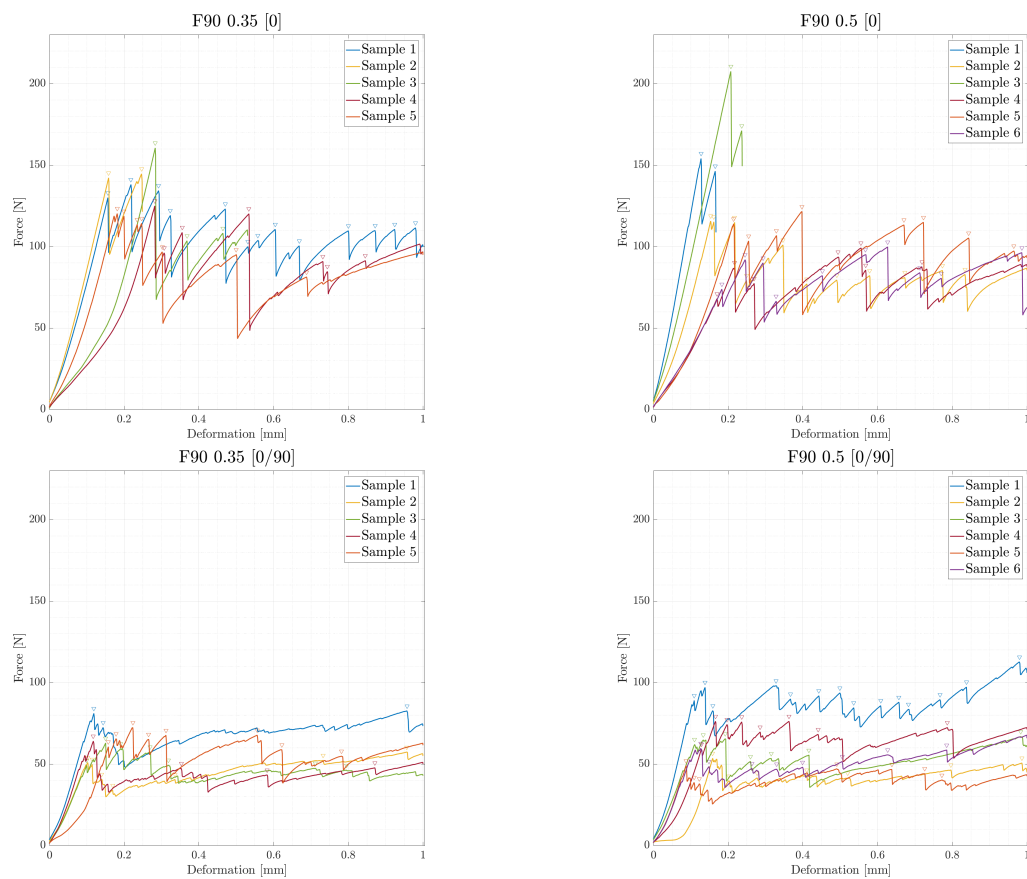 F90 0.35 [0]
Force [N]
200
150
100
50
0
Sample 1
Sample 2
Sample 3
Sample 4
Sample 5
0 0.2 0.4 0.6 0.8 1
Deformation [mm]
F90 0.5 [0]
Force [N]
200
150
100
50
0
Sample 1
Sample 2
Sample 3
Sample 4
Sample 5
Sample 6
0 0.2 0.4 0.6 0.8 1
Deformation [mm]
F90 0.35 [0/90]
Force [N]
200
150
100
50
0
Sample 1
Sample 2
Sample 3
Sample 4
Sample 5
0 0.2 0.4 0.6 0.8 1
Deformation [mm]
F90 0.5 [0/90]
Force [N]
200
150
100
50
0
Sample 1
Sample 2
Sample 3
Sample 4
Sample 5
Sample 6
0 0.2 0.4 0.6 0.8 1
Deformation [mm]